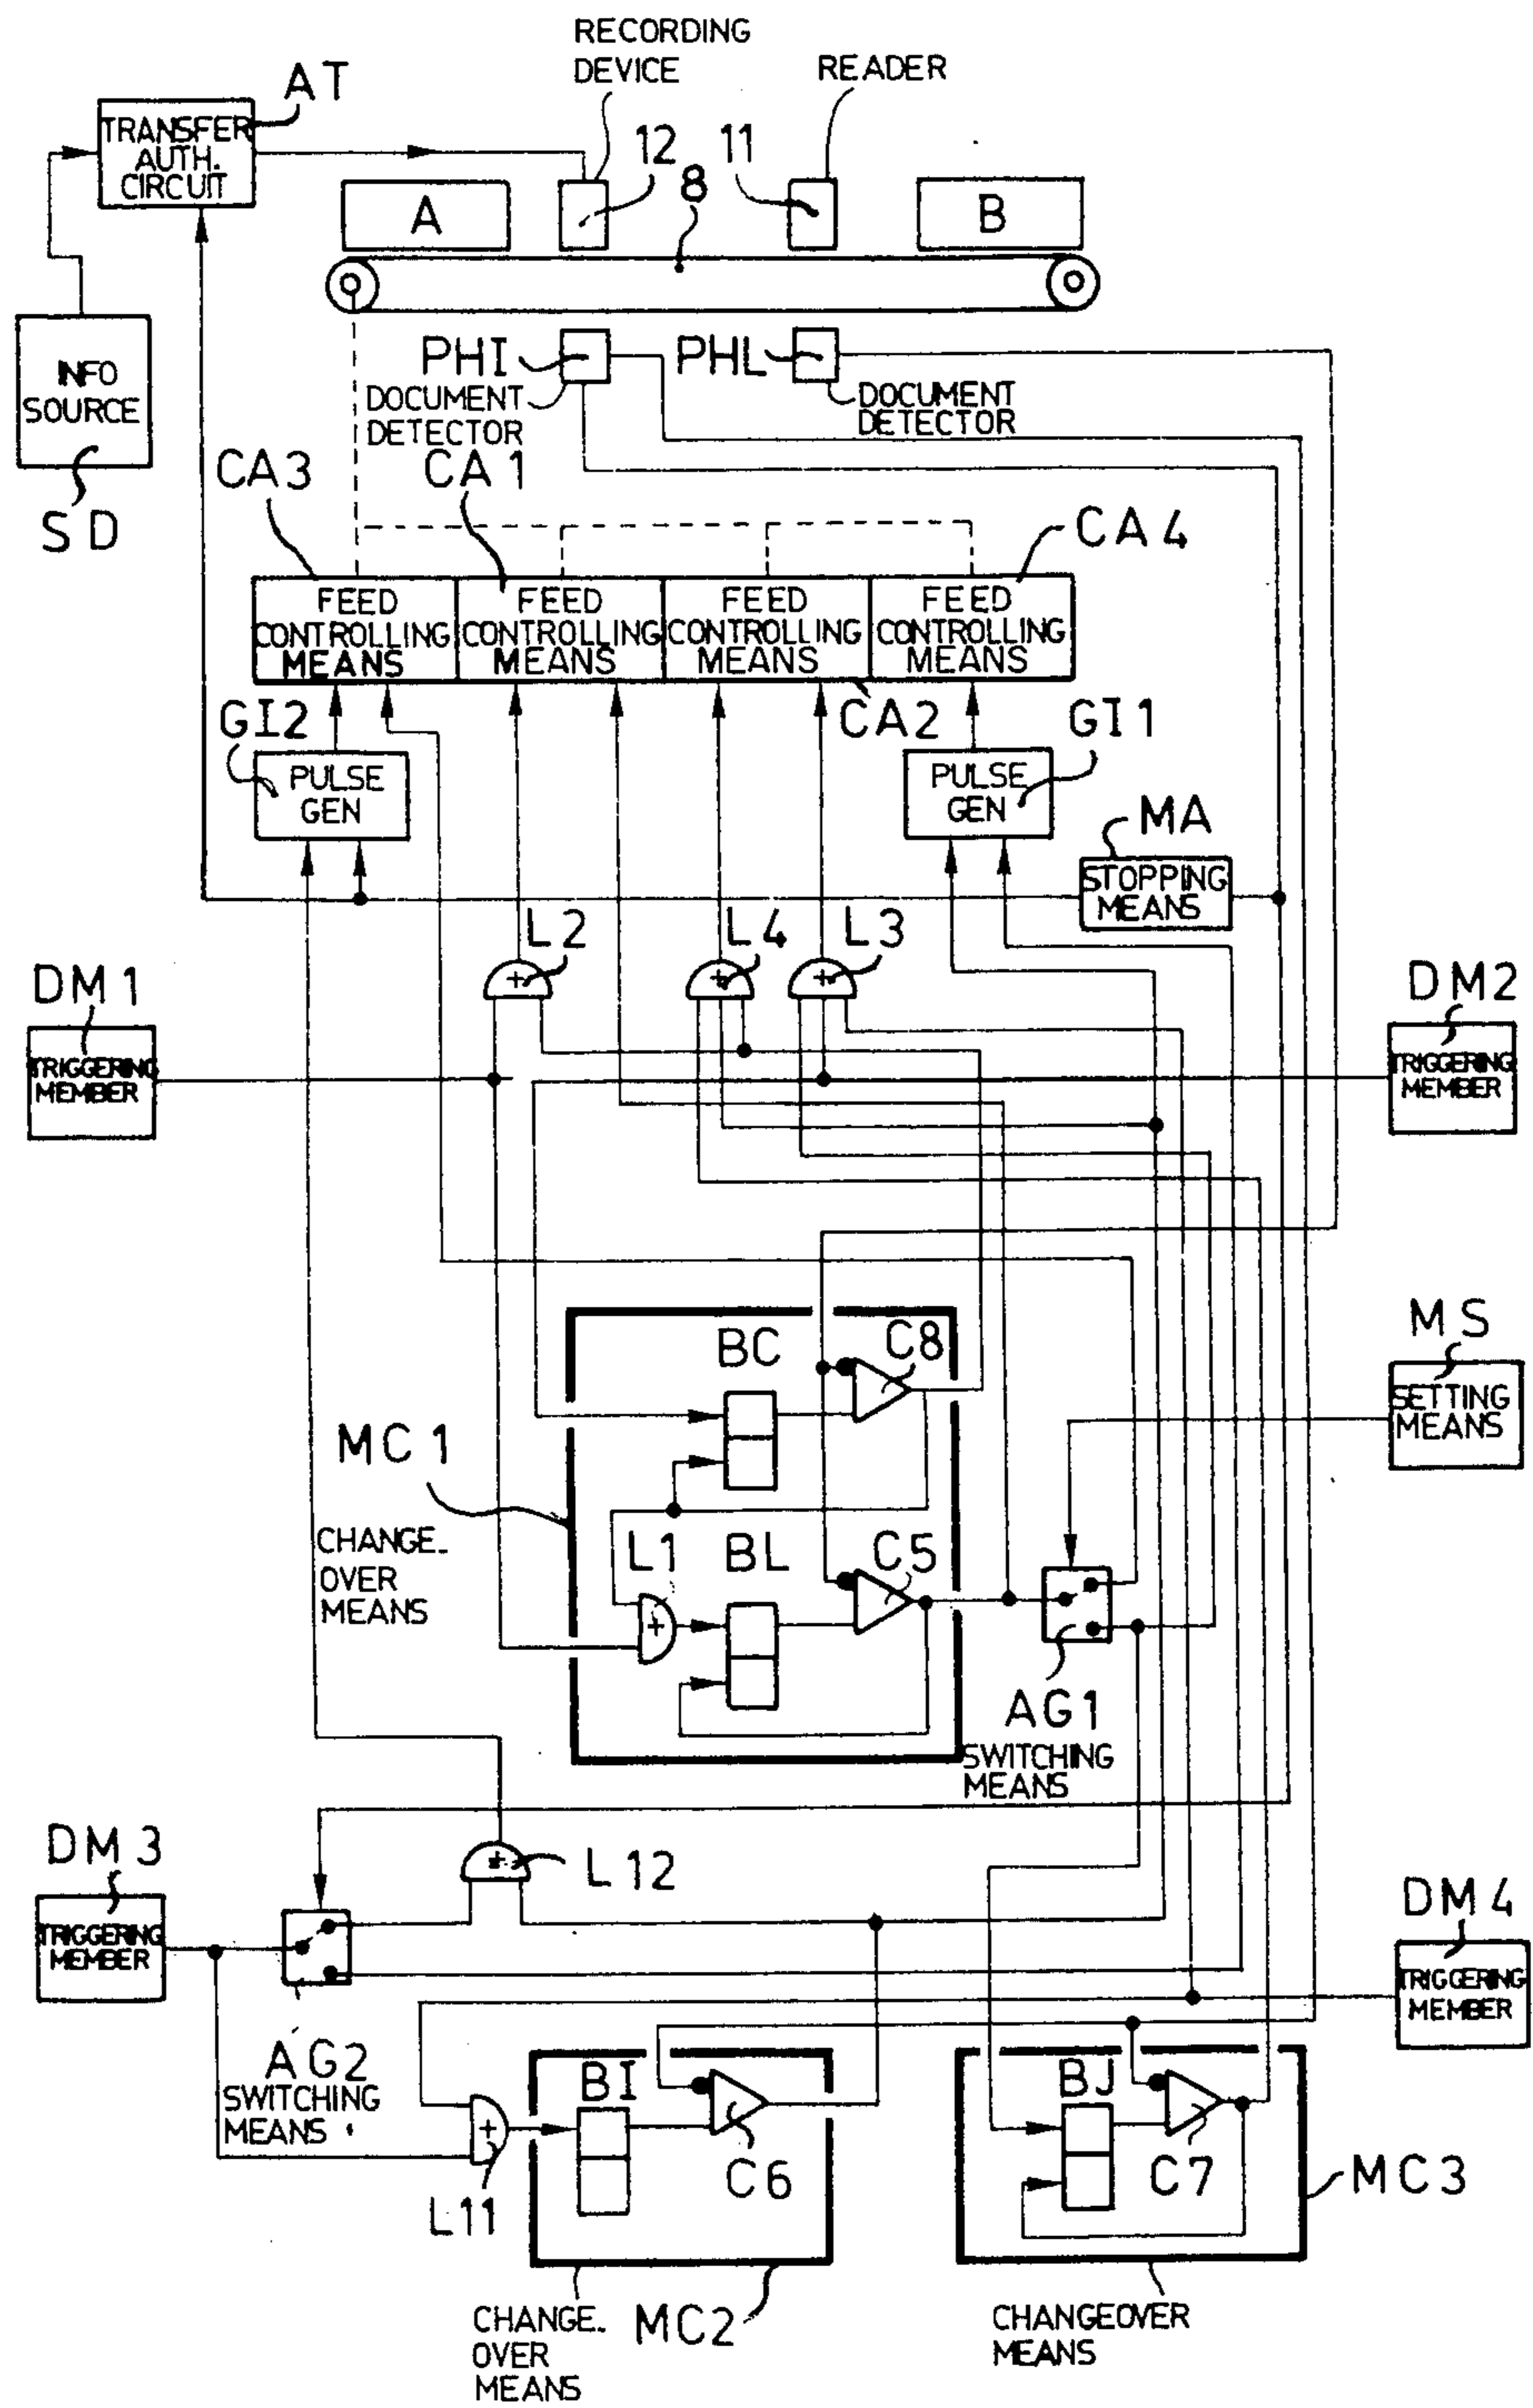 RECORDING
DEVICE
READER
AT
TRANSFER
AUTH.
CIRCUIT
12
11
8
A
B
INFO
SOURCE
SD
PHI
DOCUMENT
DETECTOR
PHL
DOCUMENT
DETECTOR
CA3
CA1
CA4
FEED
CONTROLLING
MEANS
FEED
CONTROLLING
MEANS
FEED
CONTROLLING
MEANS
FEED
CONTROLLING
MEANS
CA2
GI2
PULSE
GEN
GI1
PULSE
GEN
MA
STOPPING
MEANS
L2
+
L4
+
L3
+
DM1
TRIGGERING
MEMBER
DM2
TRIGGERING
MEMBER
MS
SETTING
MEANS
BC
C8
MC1
CHANGE-
OVER
MEANS
L1
+
BL
C5
AG1
SWITCHING
MEANS
DM3
TRIGGERING
MEMBER
L12
+
DM4
TRIGGERING
MEMBER
AG2
SWITCHING
MEANS
L11
+
BI
C6
BJ
C7
MC3
MC2
CHANGE-
OVER
MEANS
CHANGEOVER
MEANS